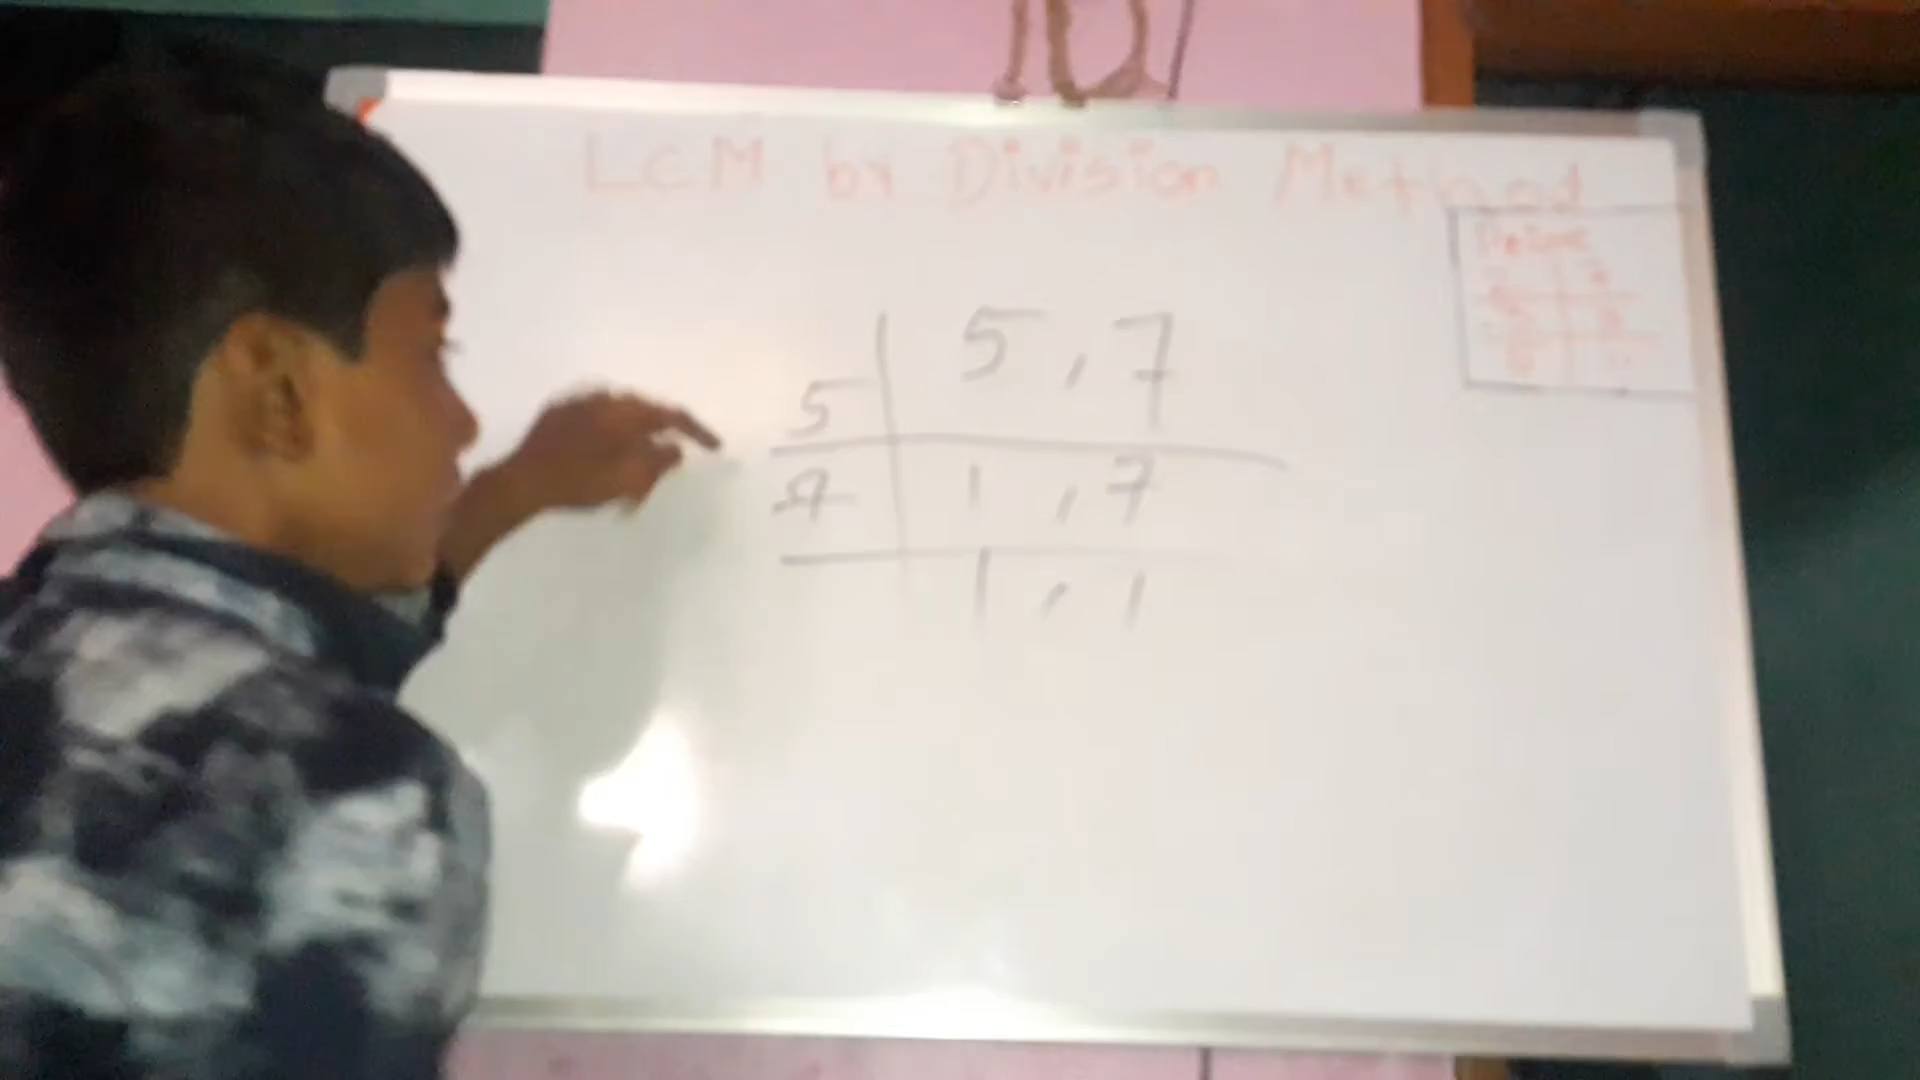 LCM by Division Method
5 | 5 , 7
7 | 1 , 7
1 , 1